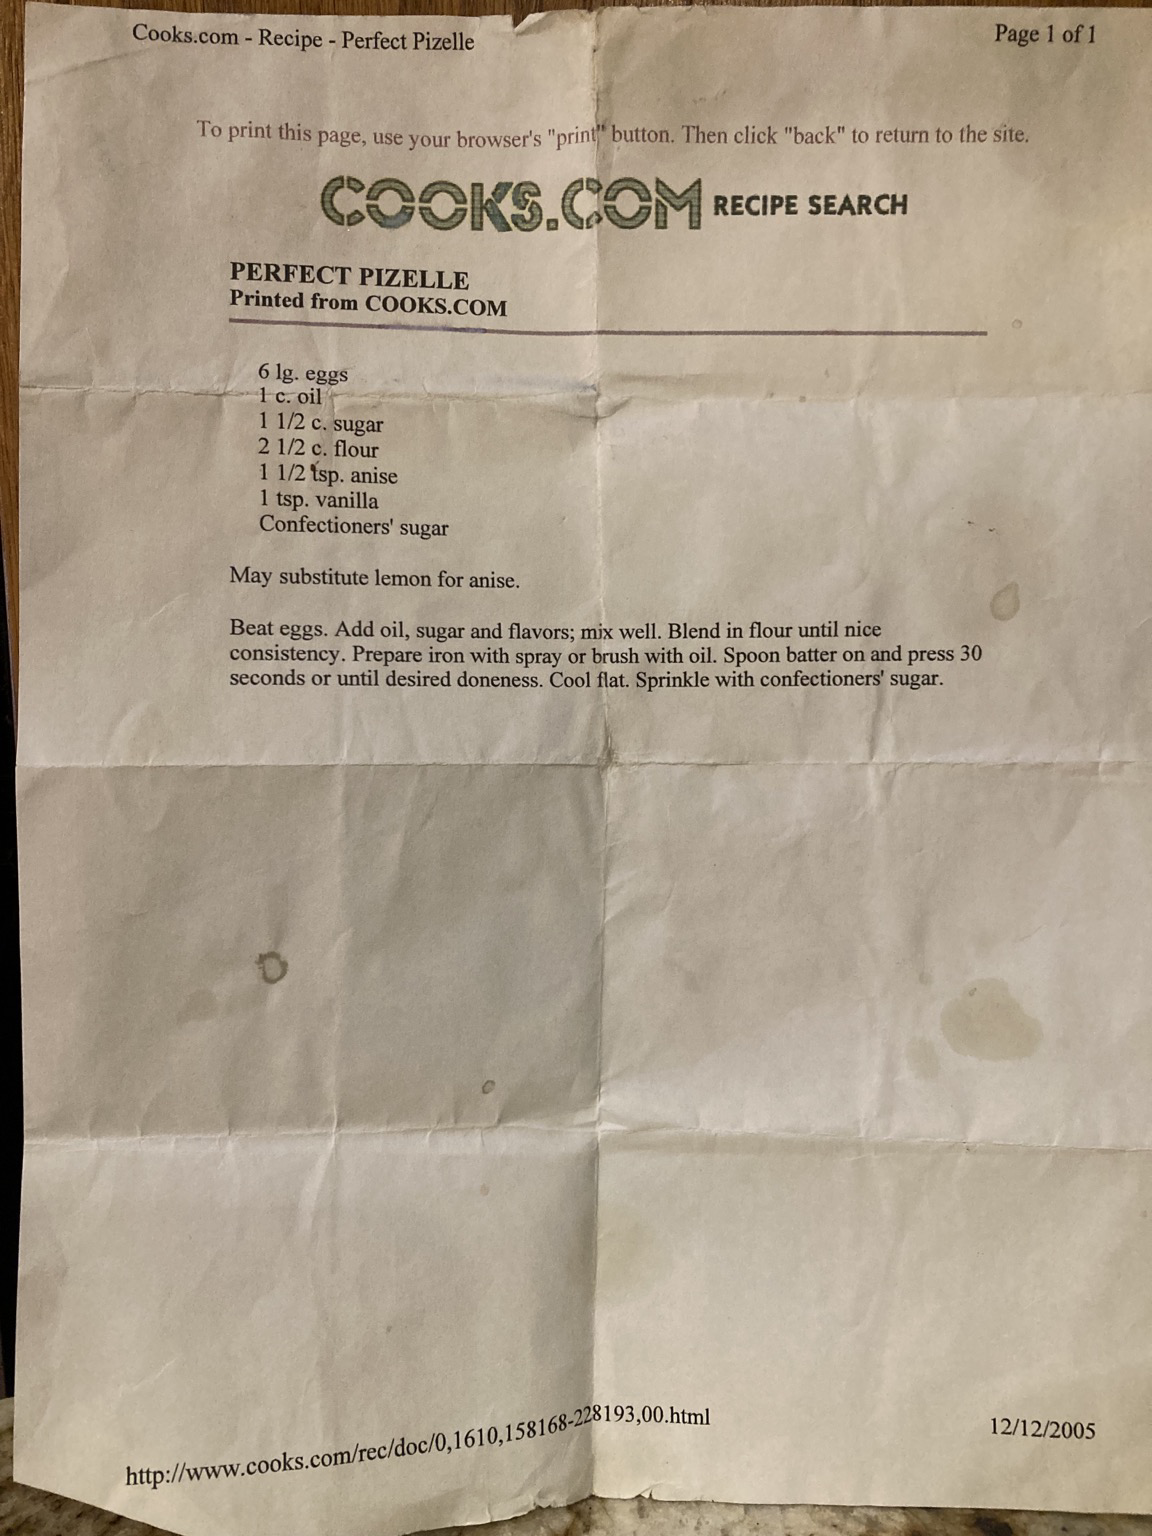 Cooks.com - Recipe - Perfect Pizelle
Page 1 of 1
To print this page, use your browser's "print" button. Then click "back" to return to the site.
COOKS.COM RECIPE SEARCH
PERFECT PIZELLE
Printed from COOKS.COM
6 lg. eggs
1 c. oil
1 1/2 c. sugar
2 1/2 c. flour
1 1/2 tsp. anise
1 tsp. vanilla
Confectioners' sugar
May substitute lemon for anise.
Beat eggs. Add oil, sugar and flavors; mix well. Blend in flour until nice
consistency. Prepare iron with spray or brush with oil. Spoon batter on and press 30
seconds or until desired doneness. Cool flat. Sprinkle with confectioners' sugar.
http://www.cooks.com/rec/doc/0,1610,158168-228193,00.html
12/12/2005